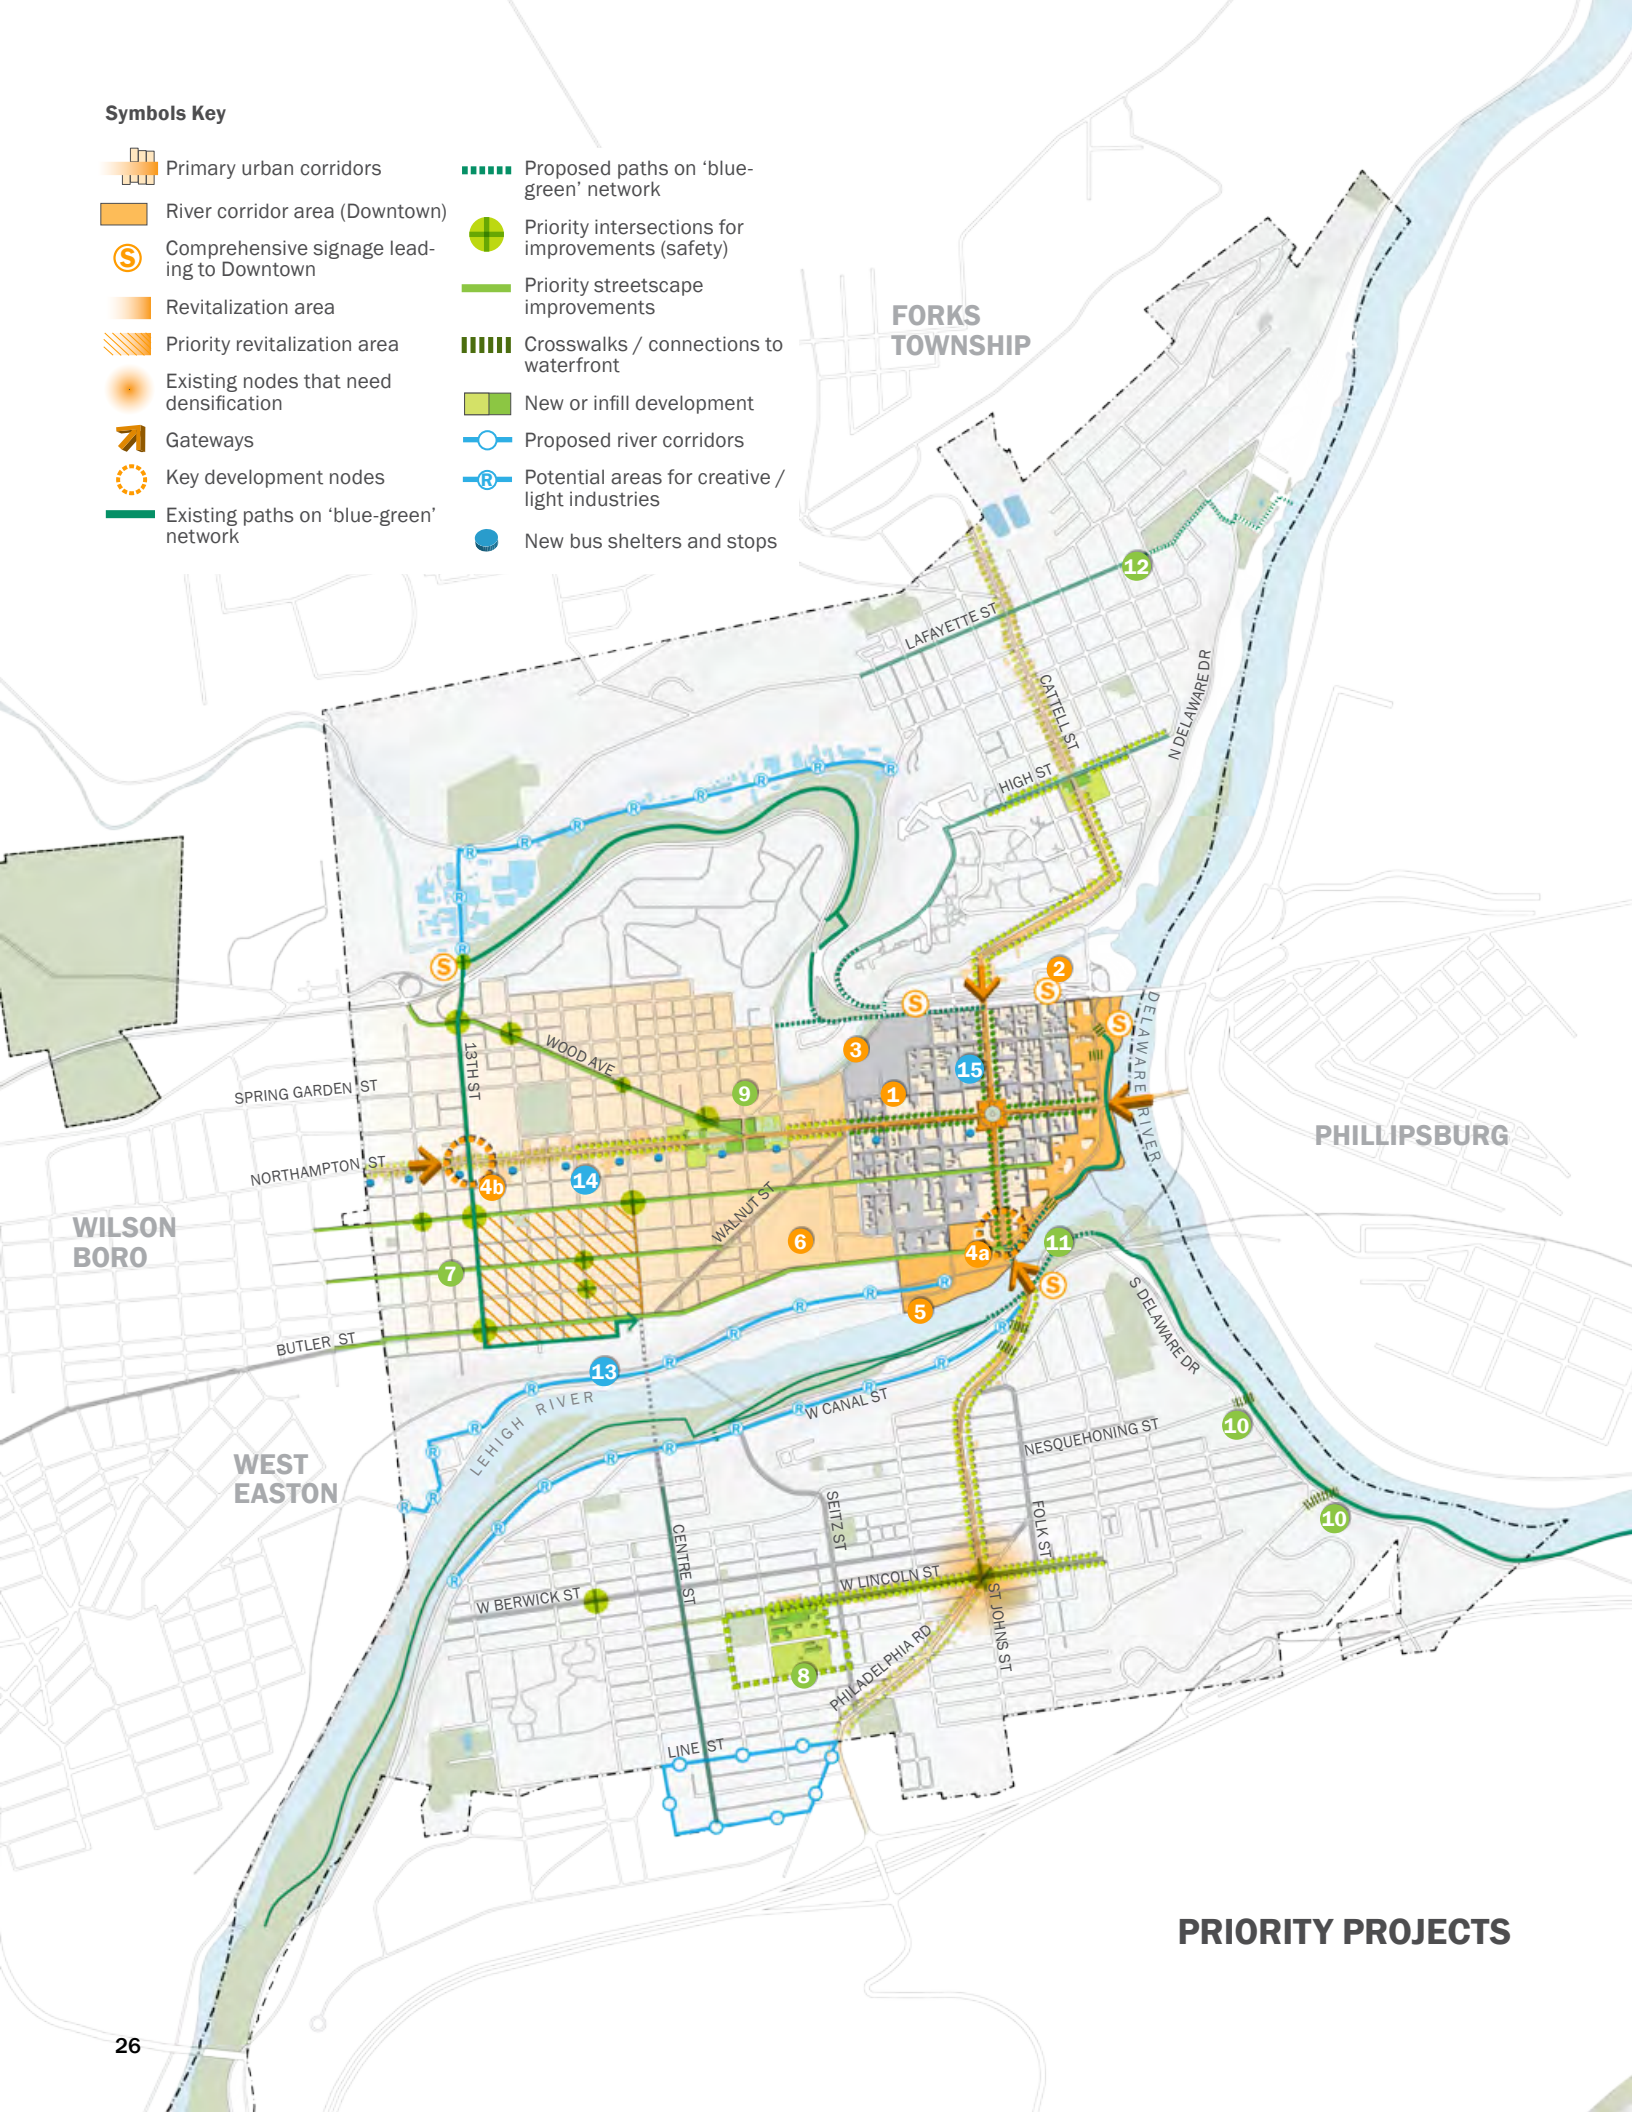 Symbols Key
Primary urban corridors
River corridor area (Downtown)
S
Comprehensive signage lead-
ing to Downtown
Revitalization area
Priority revitalization area
Existing nodes that need
densification
Gateways
Key development nodes
Existing paths on ‘blue-green’
network
Proposed paths on ‘blue-
green’ network
Priority intersections for
improvements (safety)
Priority streetscape
improvements
Crosswalks / connections to
waterfront
New or infill development
Proposed river corridors
R
Potential areas for creative /
light industries
New bus shelters and stops
FORKS
TOWNSHIP
12
LAFAYETTE ST
CATTELL ST
N DELAWARE DR
HIGH ST
R
R
R
R
R
R
R
R
R
R
S
2
S
S
S
DELAWARE RIVER
3
15
1
9
WOOD AVE
13TH ST
SPRING GARDEN ST
NORTHAMPTON ST
PHILLIPSBURG
4b
14
WALNUT ST
WILSON
BORO
6
7
4a
11
S
5
BUTLER ST
13
R
R
R
R
R
R
R
R
R
R
R
LEHIGH RIVER
S DELAWARE DR
W CANAL ST
R
R
R
R
R
R
R
R
R
R
10
NESQUEHONING ST
WEST
EASTON
10
SEITZ ST
FOLK ST
CENTRE ST
W LINCOLN ST
W BERWICK ST
ST JOHNS ST
PHILADELPHIA RD
8
LINE ST
PRIORITY PROJECTS
26